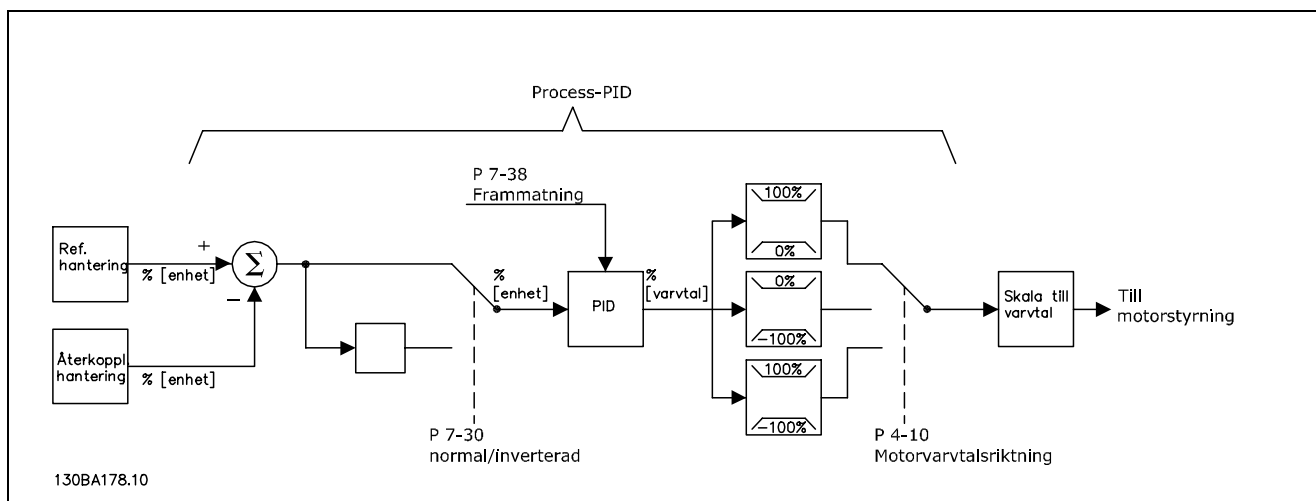 Process-PID
P 7-38
Frammatning
Ref.
hantering
% [enhet]
+
Σ
−
Återkoppl.
hantering
% [enhet]
%
[enhet]
PID
%
[varvtal]
100%
0%
0%
−100%
100%
−100%
Skala till
varvtal
Till
motorstyrning
P 7-30
normal/inverterad
P 4-10
Motorvarvtalsriktning
130BA178.10